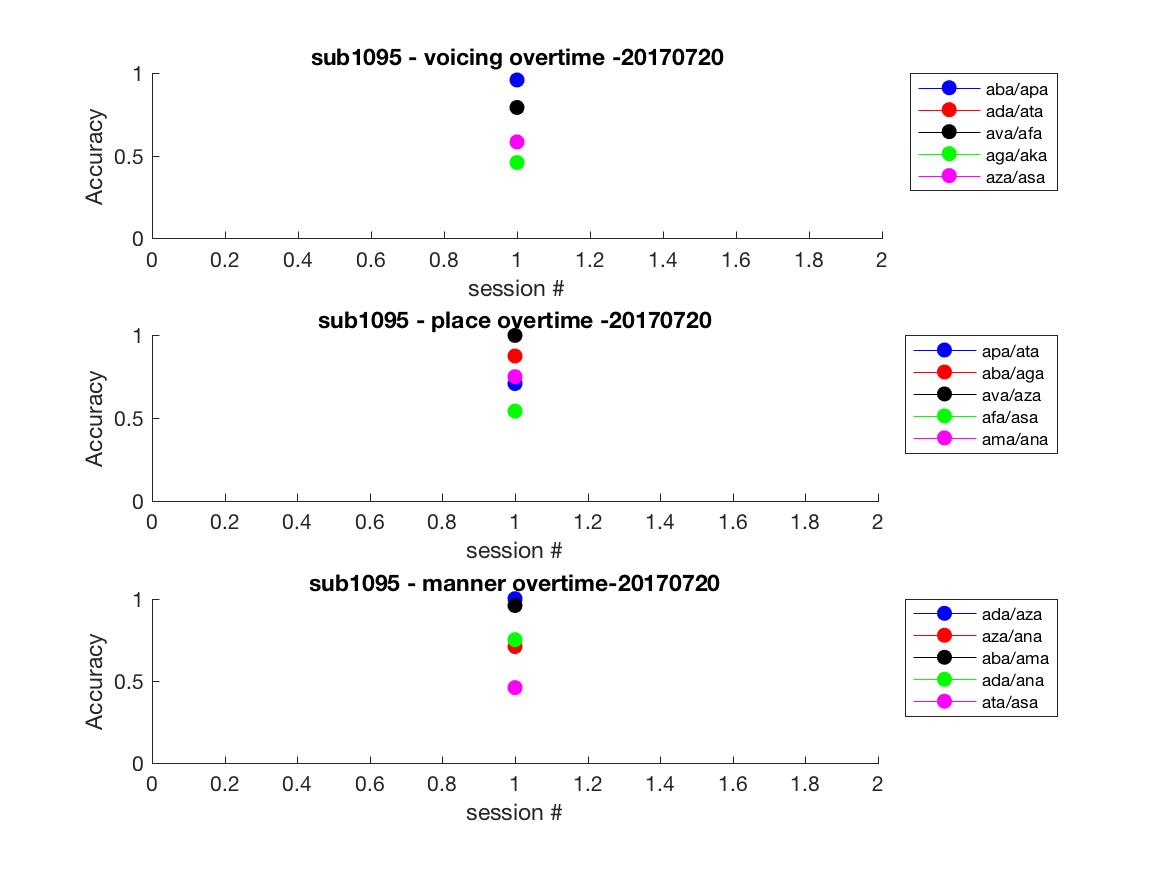 sub1095 - voicing overtime -20170720
1
0.5
0
Accuracy
0 0.2 0.4 0.6 0.8 1 1.2 1.4 1.6 1.8 2
session #
aba/apa
ada/ata
ava/afa
aga/aka
aza/asa
sub1095 - place overtime -20170720
1
0.5
0
Accuracy
0 0.2 0.4 0.6 0.8 1 1.2 1.4 1.6 1.8 2
session #
apa/ata
aba/aga
ava/aza
afa/asa
ama/ana
sub1095 - manner overtime-20170720
1
0.5
0
Accuracy
0 0.2 0.4 0.6 0.8 1 1.2 1.4 1.6 1.8 2
session #
ada/aza
aza/ana
aba/ama
ada/ana
ata/asa